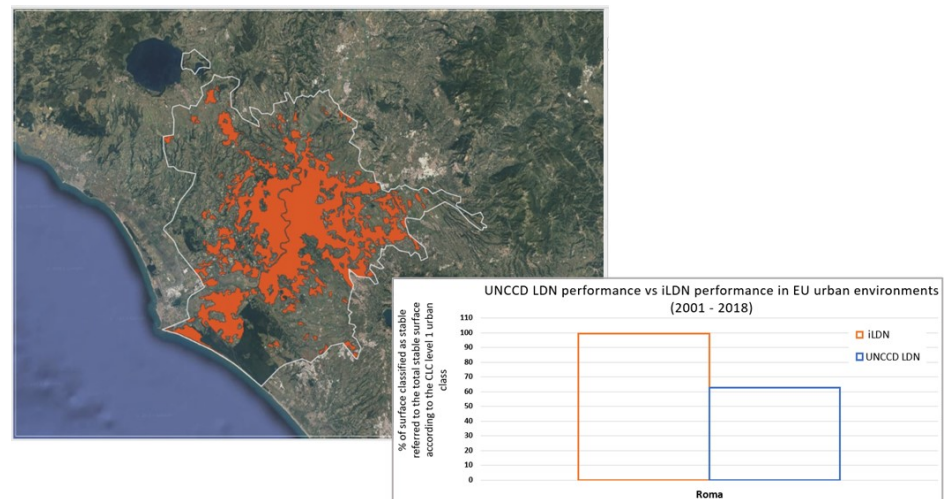 UNCCD LDN performance vs iLDN performance in EU urban environments
(2001 - 2018)
% of surface classified as stable
referred to the total stable surface
according to the CLC level 1 urban
class
110
100
90
80
70
60
50
40
30
20
10
0
iLDN
UNCCD LDN
Roma